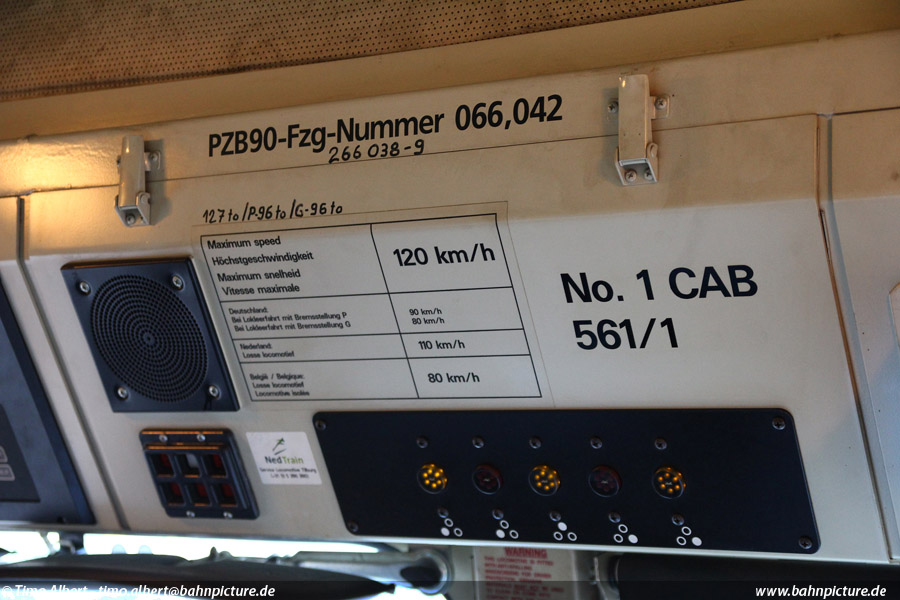 PZB90-Fzg-Nummer 066,042
266 038-9
127 to/P-96 to/G-96 to
Maximum speed
Höchstgeschwindigkeit
Maximum snelheid
Vitesse maximale
120 km/h
Deutschland:
Bei Lokleerfahrt mit Bremsstellung P
Bei Lokleerfahrt mit Bremsstellung G
90 km/h
80 km/h
Nederland:
Losse locomotief
110 km/h
België / Belgique:
Losse locomotief
Locomotive isolée
80 km/h
No. 1 CAB
561/1
NedTrain
Service Locomotive Tilburg
WARNING
© Timo Albert - timo.albert@bahnpicture.de
www.bahnpicture.de